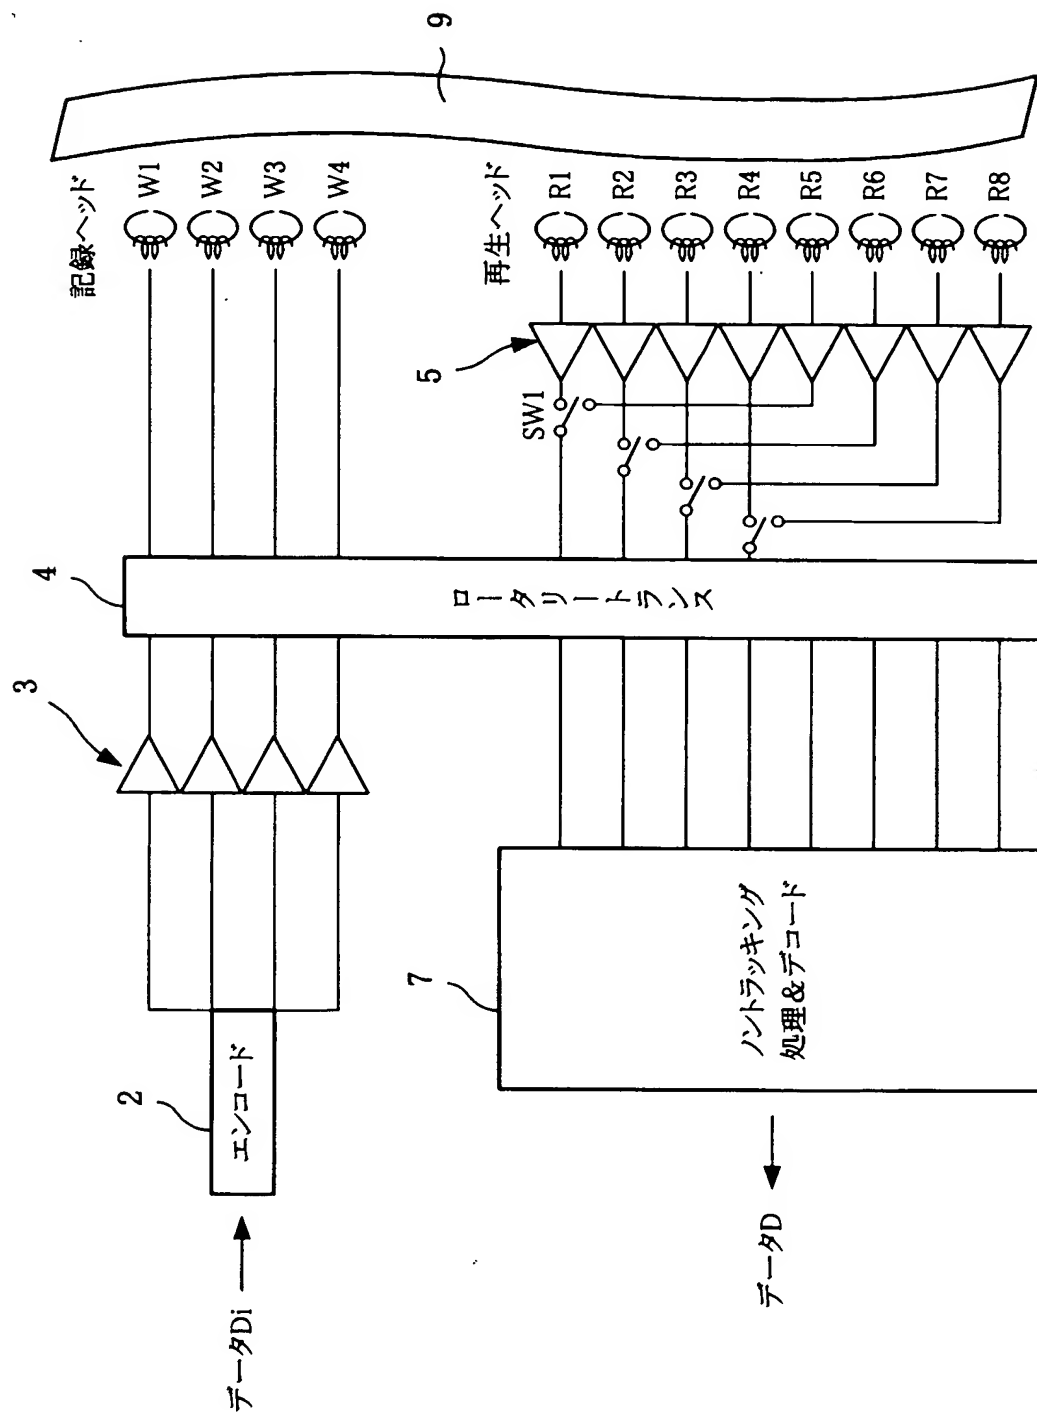 データDi
2
エンコード
3
4
記録ヘッド
W1
W2
W3
W4
9
データD
7
ノントラッキング
処理&デコード
ロータリートランス
5
SW1
再生ヘッド
R1
R2
R3
R4
R5
R6
R7
R8